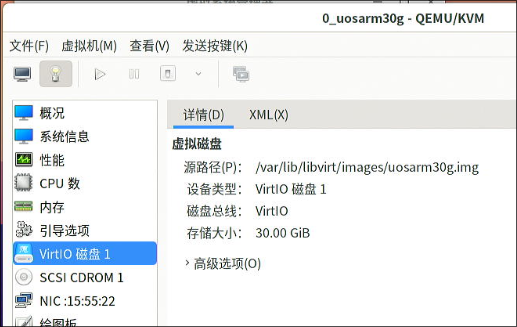 0_uosarm30g - QEMU/KVM
文件(F) 虚拟机(M) 查看(V) 发送按键(K)
概况
系统信息
性能
CPU 数
内存
引导选项
VirtIO 磁盘 1
SCSI CDROM 1
NIC :15:55:22
绘图板
详情(D) XML(X)
虚拟磁盘
源路径(P): /var/lib/libvirt/images/uosarm30g.img
设备类型: VirtIO 磁盘 1
磁盘总线: VirtIO
存储大小: 30.00 GiB
高级选项(O)